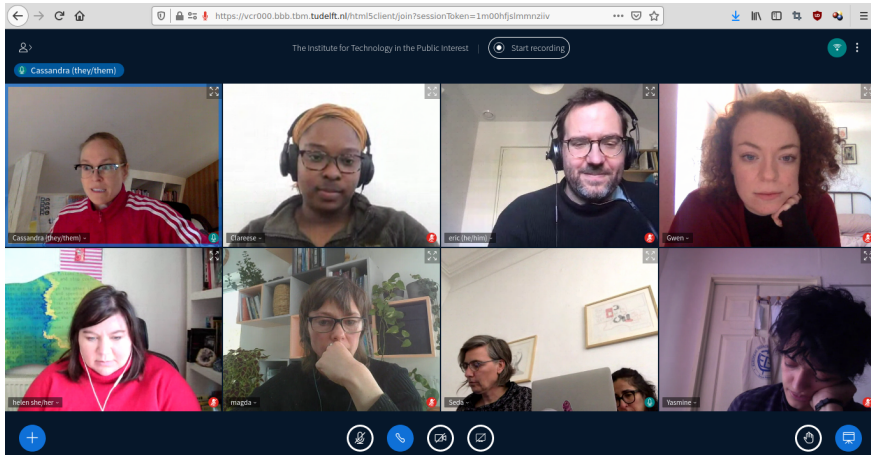 https://vcr000.bbb.tbm.tudelft.nl/html5client/join?sessionToken=1m00hfjslmmnziiv
The Institute for Technology in the Public Interest | Start recording
Cassandra (they/them)
Cassandra (they/them)
Clareese
eric (he/him)
Gwen
helen she/her
magda
Seda
Yasmine